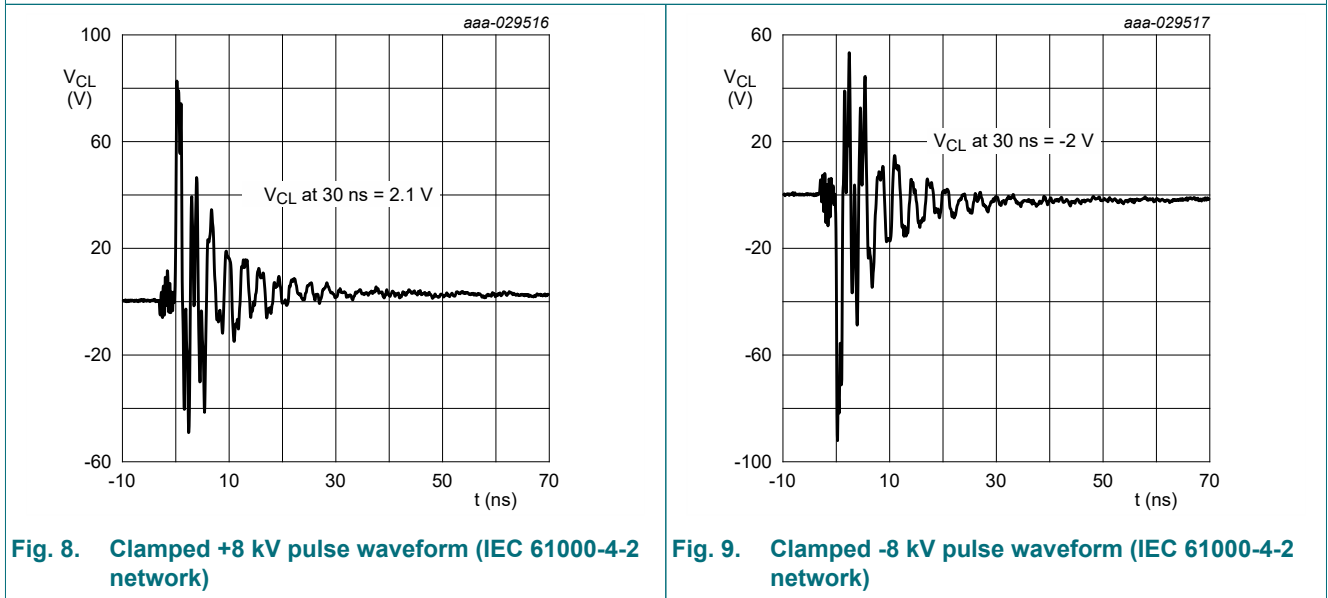 aaa-029516
100
60
20
-20
-60
VCL
(V)
VCL at 30 ns = 2.1 V
-10
10
30
50
70
t (ns)
Fig. 8. Clamped +8 kV pulse waveform (IEC 61000-4-2
network)
aaa-029517
60
20
-20
-60
-100
VCL
(V)
VCL at 30 ns = -2 V
-10
10
30
50
70
t (ns)
Fig. 9. Clamped -8 kV pulse waveform (IEC 61000-4-2
network)